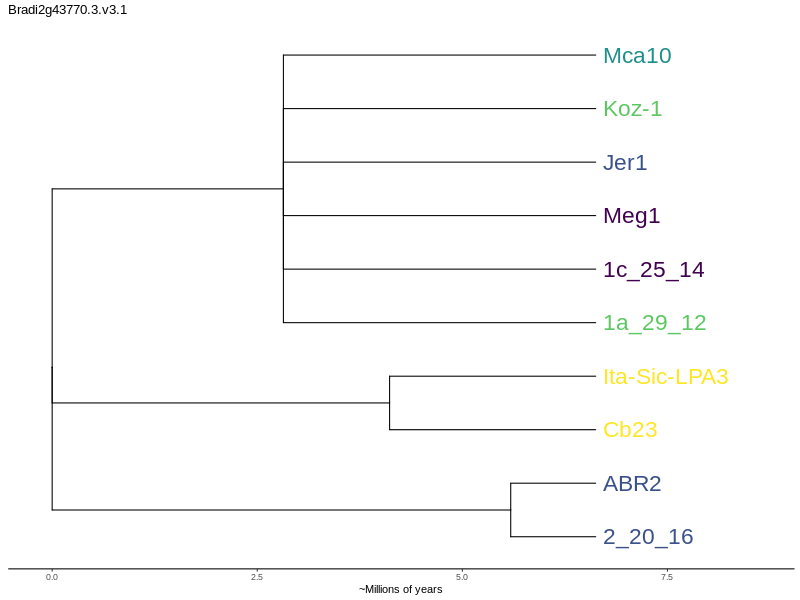 Bradi2g43770.3.v3.1
Mca10
Koz-1
Jer1
Meg1
1c_25_14
1a_29_12
Ita-Sic-LPA3
Cb23
ABR2
2_20_16
0.0 2.5 5.0 7.5
~Millions of years